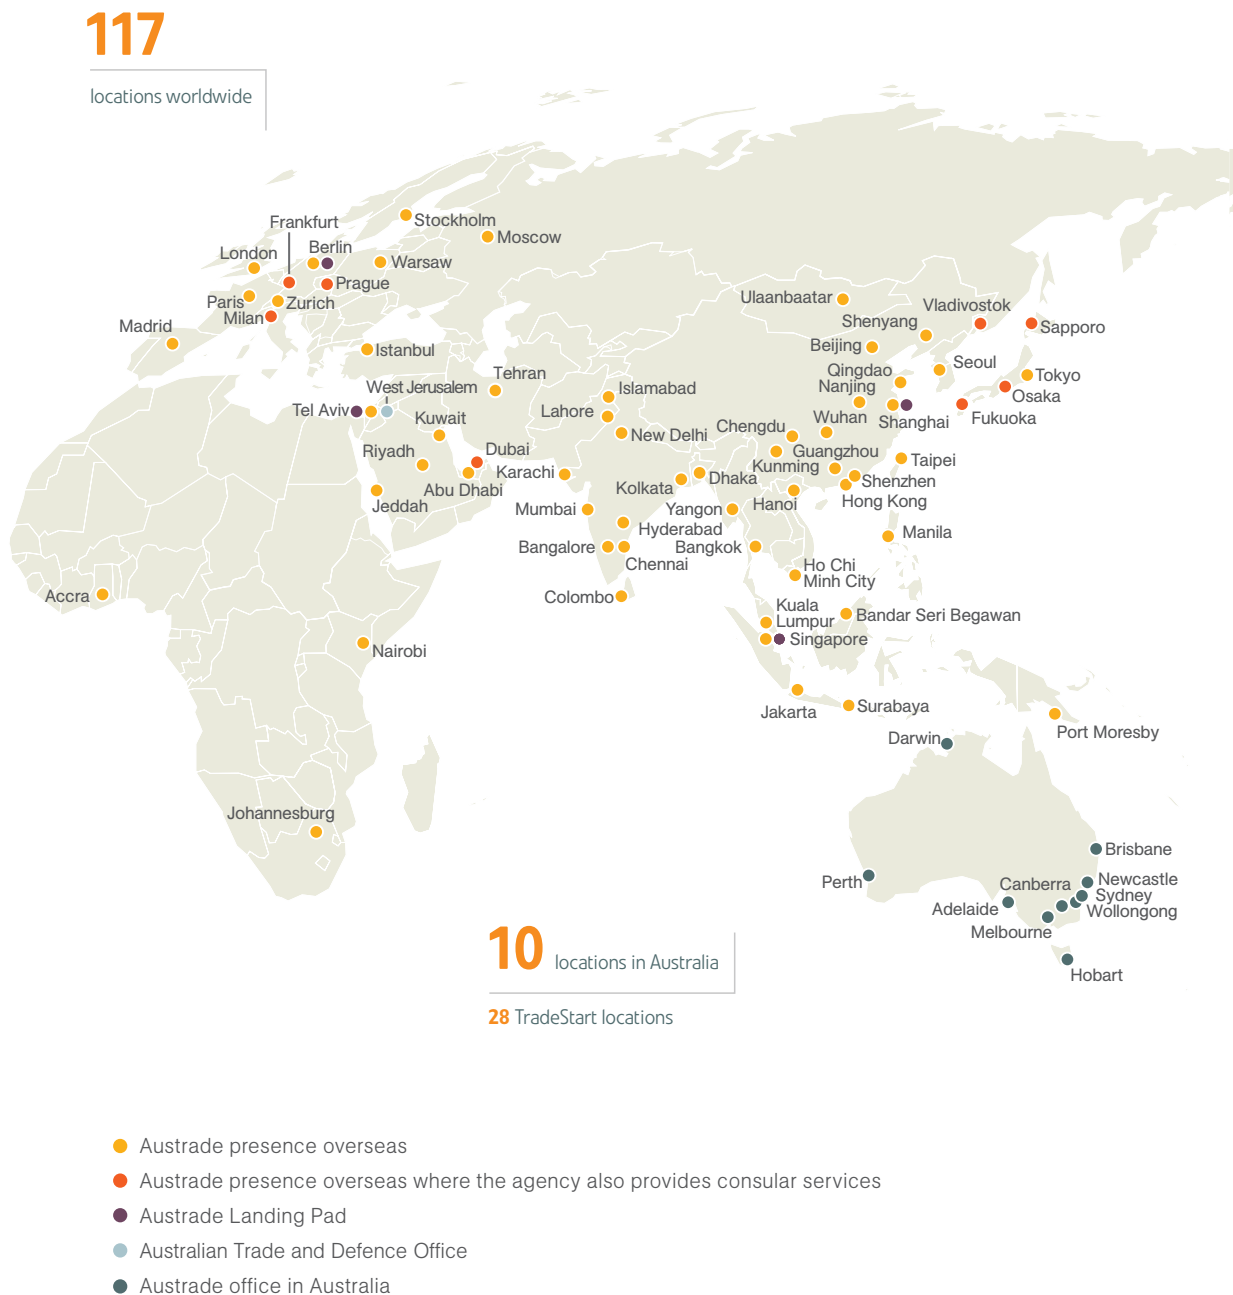 117
locations worldwide
Frankfurt
Stockholm
Moscow
London
Berlin
Warsaw
Prague
Paris
Zurich
Milan
Madrid
Istanbul
Ulaanbaatar
Vladivostok
Shenyang
Sapporo
Beijing
Seoul
Qingdao
Tokyo
Nanjing
Osaka
Tehran
West Jerusalem
Islamabad
Tel Aviv
Lahore
Kuwait
Wuhan
Shanghai
Fukuoka
Chengdu
New Delhi
Riyadh
Dubai
Guangzhou
Taipei
Karachi
Kunming
Dhaka
Shenzhen
Abu Dhabi
Kolkata
Jeddah
Hanoi
Hong Kong
Mumbai
Yangon
Hyderabad
Manila
Bangalore
Bangkok
Chennai
Ho Chi
Minh City
Accra
Colombo
Kuala
Lumpur
Bandar Seri Begawan
Singapore
Nairobi
Jakarta
Surabaya
Port Moresby
Darwin
Johannesburg
Brisbane
Perth
Canberra
Newcastle
Sydney
Adelaide
Wollongong
Melbourne
Hobart
10 locations in Australia
28 TradeStart locations
Austrade presence overseas
Austrade presence overseas where the agency also provides consular services
Austrade Landing Pad
Australian Trade and Defence Office
Austrade office in Australia